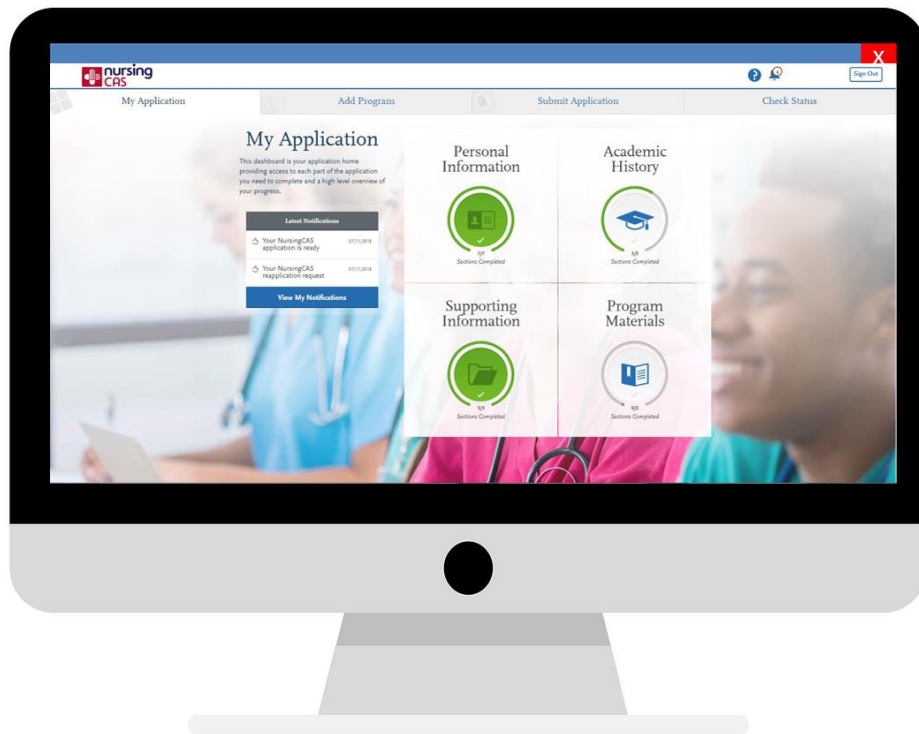 X
nursing
CAS
Sign Out
My Application
Add Program
Submit Application
Check Status
My Application
This dashboard is your application home
providing access to each part of the application
you need to complete and a high level overview of
your progress.
Latest Notifications
Your NursingCAS
application is ready
Your NursingCAS
reapplication request
View My Notifications
Personal
Information
7/7
Sections Completed
Academic
History
Sections Completed
Supporting
Information
Sections Completed
Program
Materials
Sections Completed